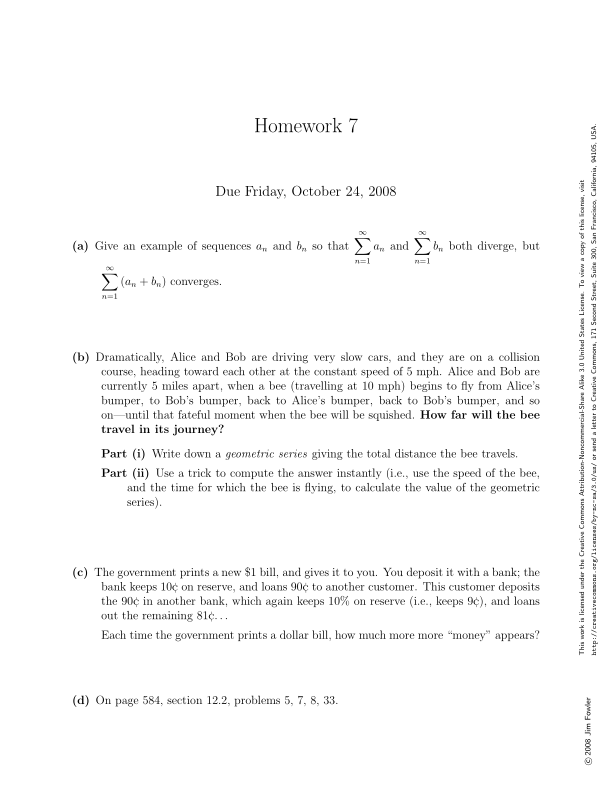 Homework 7
Due Friday, October 24, 2008
(a) Give an example of sequences aₙ and bₙ so that ∑_{n=1}^{∞} aₙ and ∑_{n=1}^{∞} bₙ both diverge, but
∑_{n=1}^{∞} (aₙ + bₙ) converges.
(b) Dramatically, Alice and Bob are driving very slow cars, and they are on a collision
course, heading toward each other at the constant speed of 5 mph. Alice and Bob are
currently 5 miles apart, when a bee (travelling at 10 mph) begins to fly from Alice's
bumper, to Bob's bumper, back to Alice's bumper, back to Bob's bumper, and so
on—until that fateful moment when the bee will be squished. How far will the bee
travel in its journey?
Part (i) Write down a geometric series giving the total distance the bee travels.
Part (ii) Use a trick to compute the answer instantly (i.e., use the speed of the bee,
and the time for which the bee is flying, to calculate the value of the geometric
series).
(c) The government prints a new $1 bill, and gives it to you. You deposit it with a bank; the
bank keeps 10¢ on reserve, and loans 90¢ to another customer. This customer deposits
the 90¢ in another bank, which again keeps 10% on reserve (i.e., keeps 9¢), and loans
out the remaining 81¢...
Each time the government prints a dollar bill, how much more more “money” appears?
(d) On page 584, section 12.2, problems 5, 7, 8, 33.
This work is licensed under the Creative Commons Attribution-Noncommercial-Share Alike 3.0 United States License. To view a copy of this license, visit
http://creativecommons.org/licenses/by-nc-sa/3.0/us/ or send a letter to Creative Commons, 171 Second Street, Suite 300, San Francisco, California, 94105, USA.
© 2008 Jim Fowler